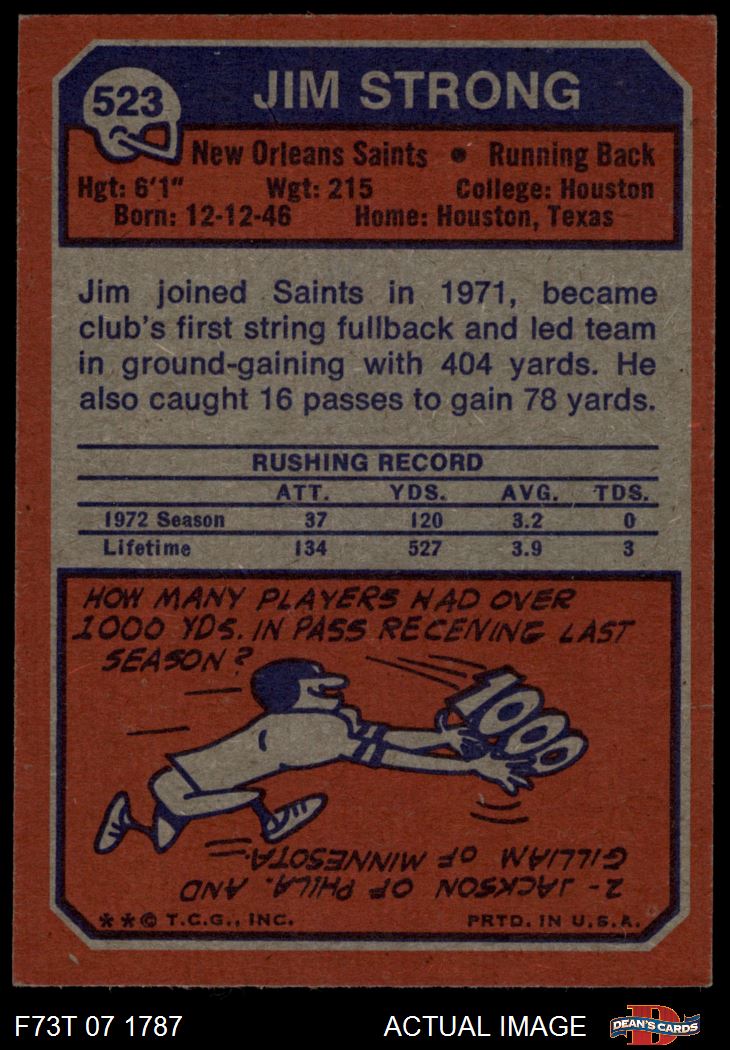 523
JIM STRONG
New Orleans Saints • Running Back
Hgt: 6'1" Wgt: 215 College: Houston
Born: 12-12-46 Home: Houston, Texas
Jim joined Saints in 1971, became
club's first string fullback and led team
in ground-gaining with 404 yards. He
also caught 16 passes to gain 78 yards.
RUSHING RECORD
ATT. YDS. AVG. TDS.
1972 Season 37 120 3.2 0
Lifetime 134 527 3.9 3
HOW MANY PLAYERS HAD OVER
1000 YDS. IN PASS RECEIVING LAST
SEASON?
1000
2 - JACKSON OF PHILA. AND
GILLIAM OF MINNESOTA.
**© T.C.G., INC. PRTD. IN U.S.A.
F73T 07 1787 ACTUAL IMAGE
D
DEAN'S CARDS